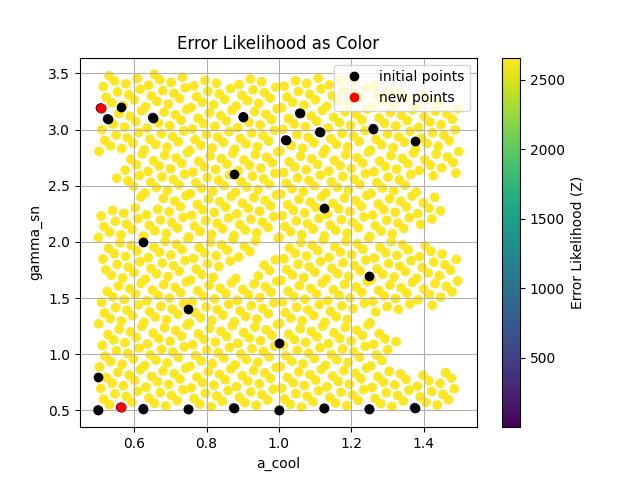 Error Likelihood as Color
initial points
new points
3.5
3.0
2.5
2.0
1.5
1.0
0.5
gamma_sn
0.6
0.8
1.0
1.2
1.4
a_cool
2500
2000
1500
1000
500
Error Likelihood (Z)